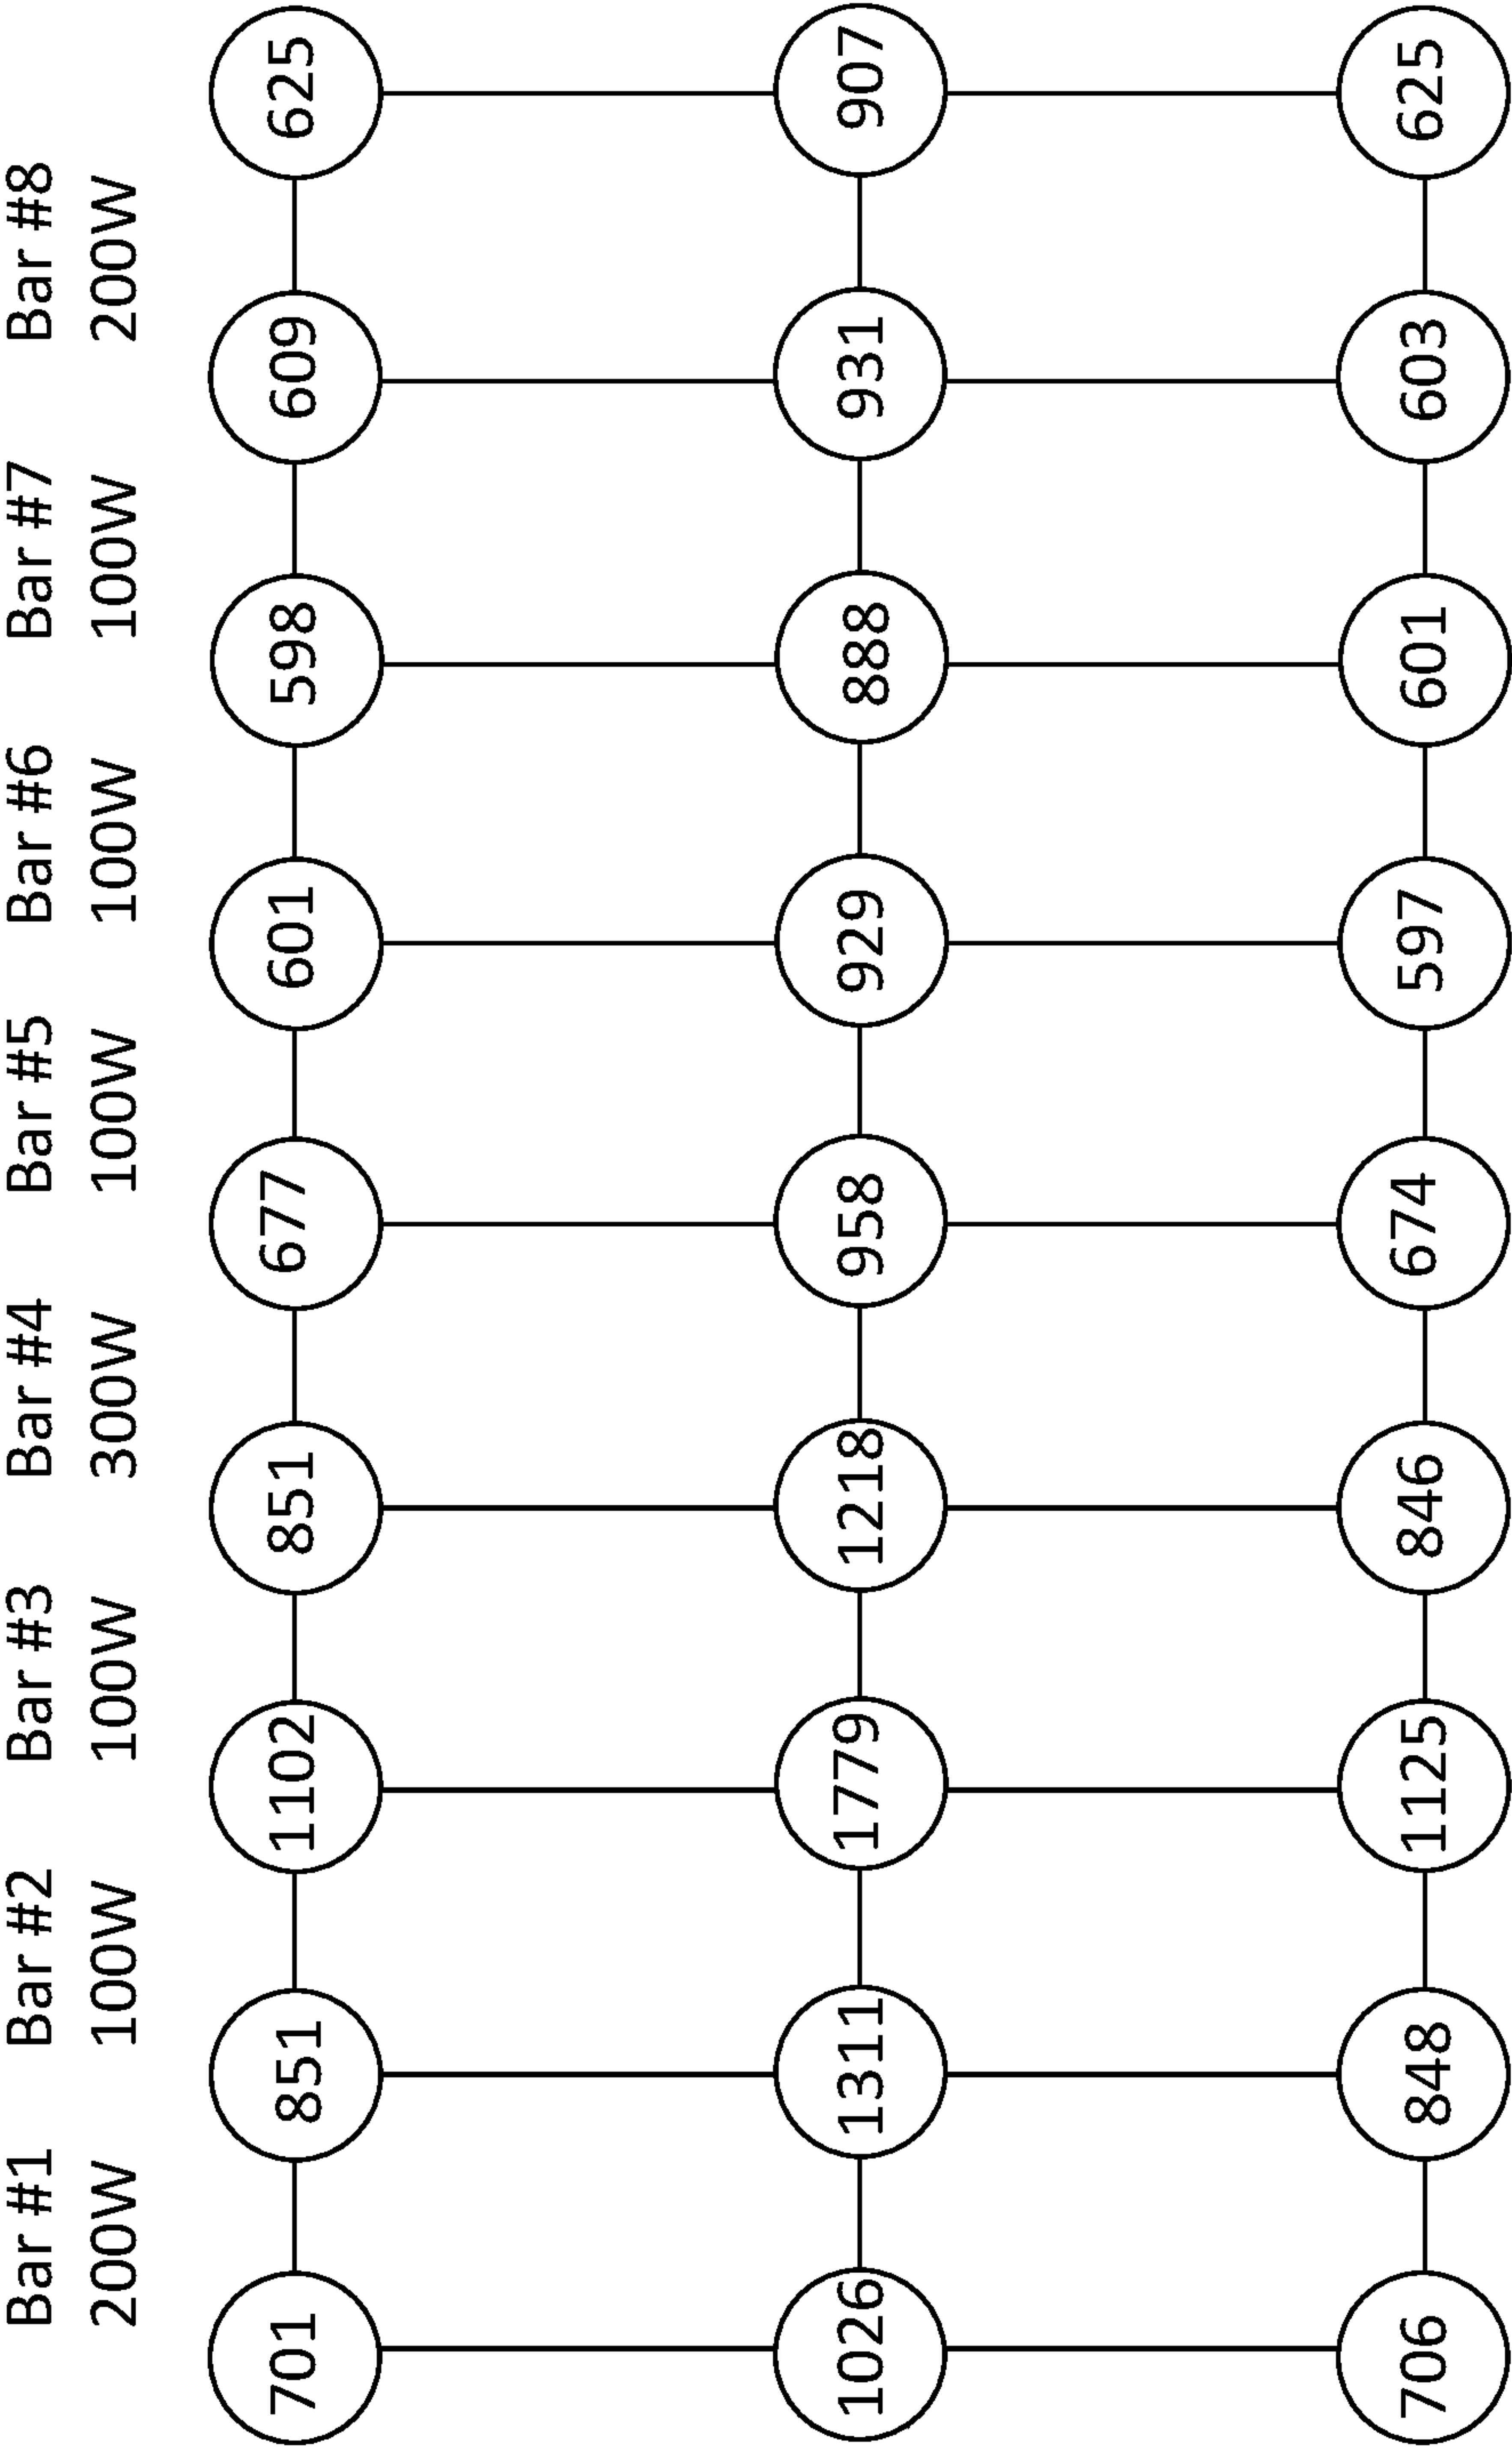 Bar #1 Bar #2 Bar #3 Bar #4 Bar #5 Bar #6 Bar #7 Bar #8
200W 100W 100W 300W 100W 100W 100W 200W
701 851 1102 851 677 601 598 609 625
1026 1311 1779 1218 958 929 888 931 907
706 848 1125 846 674 597 601 603 625